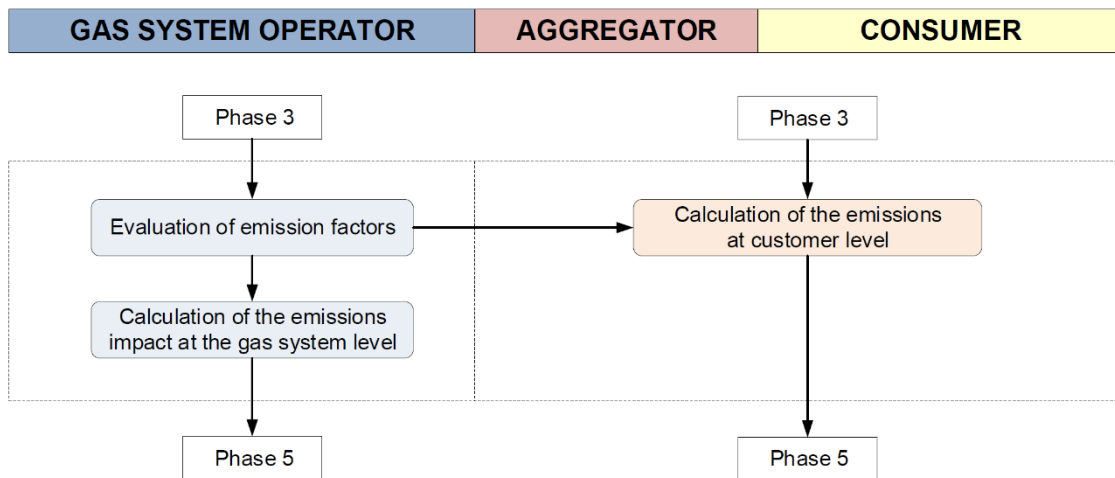 GAS SYSTEM OPERATOR
AGGREGATOR
CONSUMER
Phase 3
Phase 3
Evaluation of emission factors
Calculation of the emissions
at customer level
Calculation of the emissions
impact at the gas system level
Phase 5
Phase 5